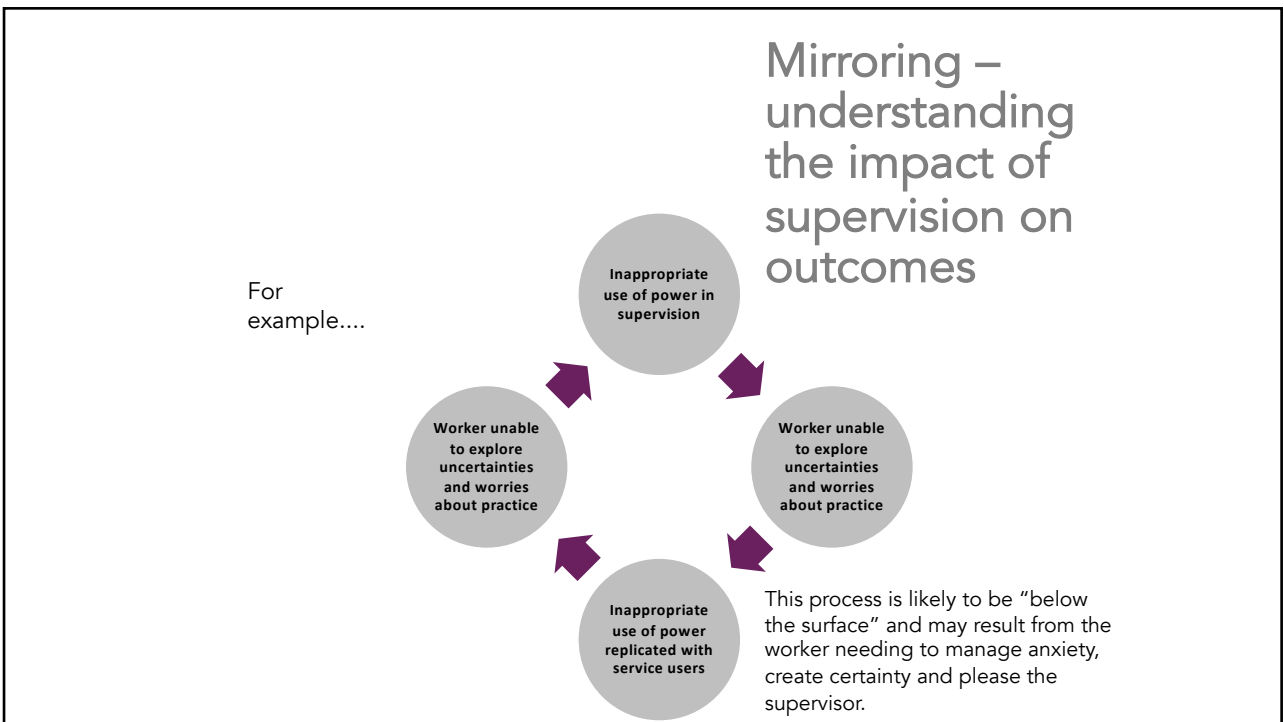 Mirroring –
understanding
the impact of
supervision on
outcomes
For
example....
Inappropriate
use of power in
supervision
Worker unable
to explore
uncertainties
and worries
about practice
Inappropriate
use of power
replicated with
service users
Worker unable
to explore
uncertainties
and worries
about practice
This process is likely to be “below
the surface” and may result from the
worker needing to manage anxiety,
create certainty and please the
supervisor.